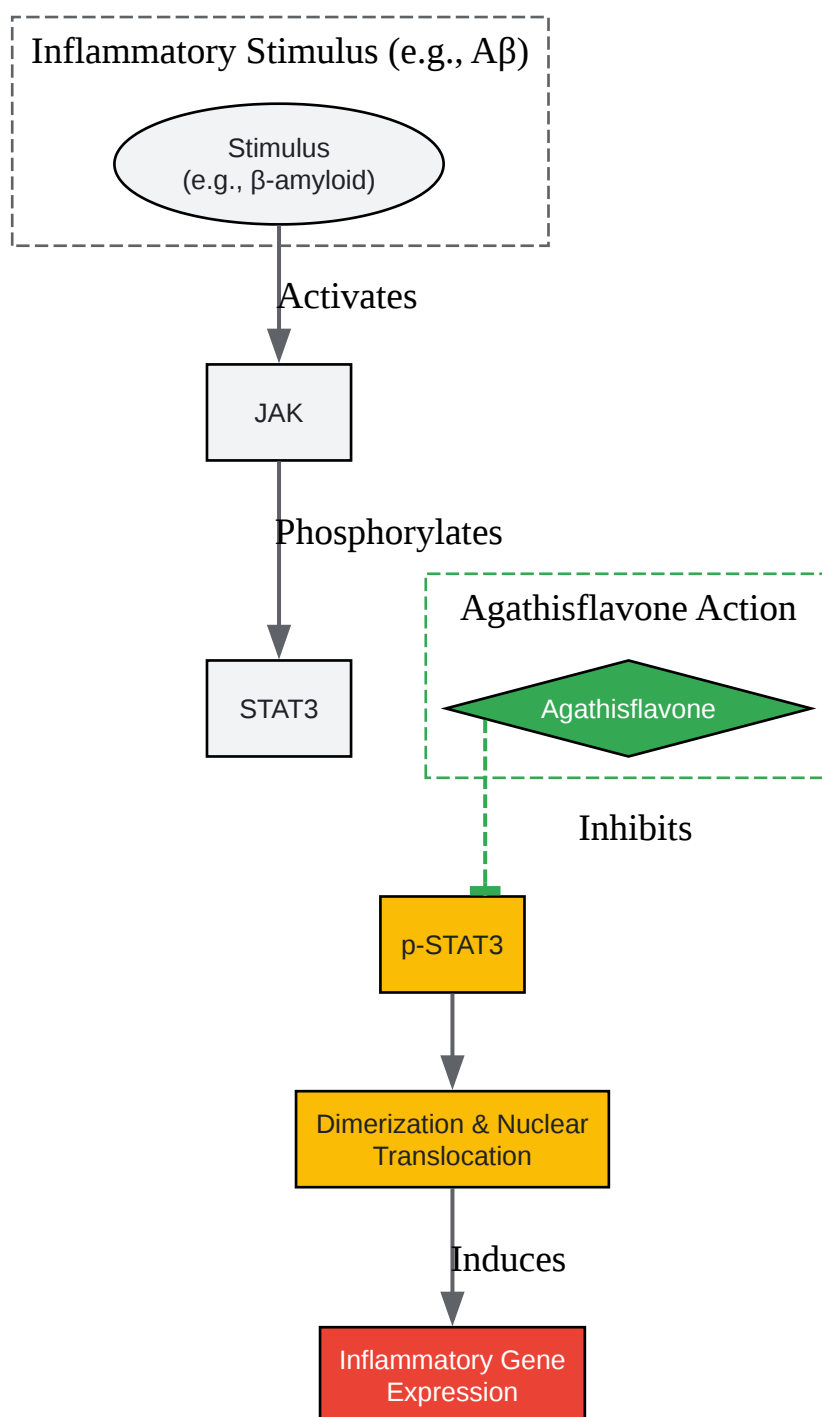 Inflammatory Stimulus (e.g., Aβ)
Stimulus
(e.g., β-amyloid)
Activates
JAK
Phosphorylates
Agathisflavone Action
STAT3
Agathisflavone
Inhibits
p-STAT3
Dimerization & Nuclear
Translocation
Induces
Inflammatory Gene
Expression